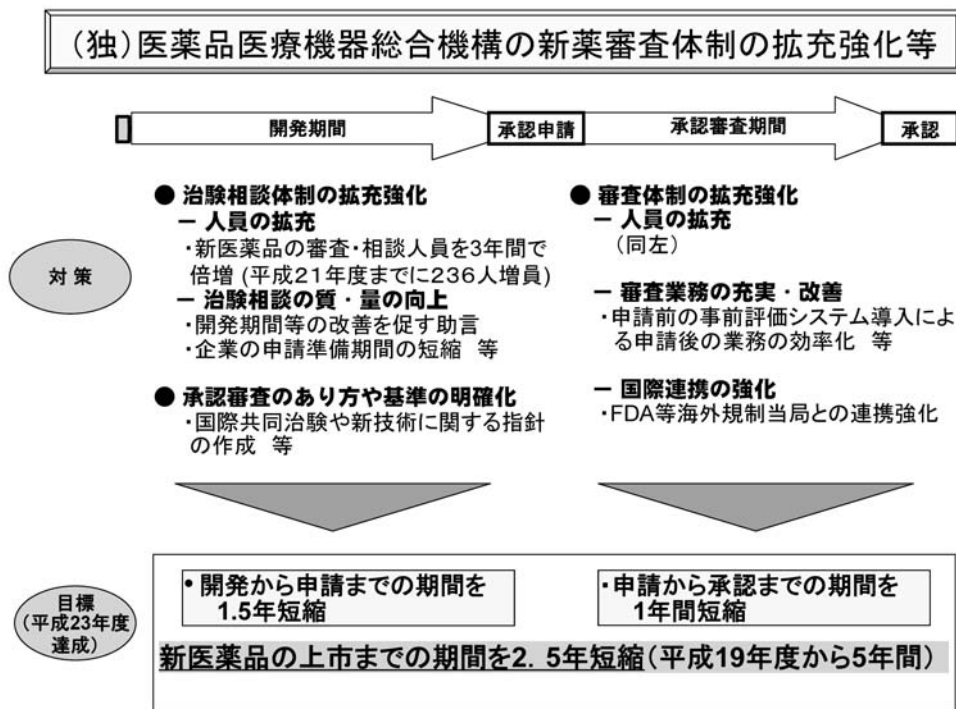 (独)医薬品医療機器総合機構の新薬審査体制の拡充強化等
開発期間
承認申請
承認審査期間
承認
対 策
● 治験相談体制の拡充強化
ー 人員の拡充
・新医薬品の審査・相談人員を3年間で
倍増 (平成21年度までに236人増員)
ー 治験相談の質・量の向上
・開発期間等の改善を促す助言
・企業の申請準備期間の短縮 等
● 承認審査のあり方や基準の明確化
・国際共同治験や新技術に関する指針
の作成 等
● 審査体制の拡充強化
ー 人員の拡充
(同左)
ー 審査業務の充実・改善
・申請前の事前評価システム導入によ
る申請後の業務の効率化 等
ー 国際連携の強化
・FDA等海外規制当局との連携強化
目標
(平成23年度
達成)
• 開発から申請までの期間を
1.5年短縮
・申請から承認までの期間を
1年間短縮
新医薬品の上市までの期間を2. 5年短縮(平成19年度から5年間)